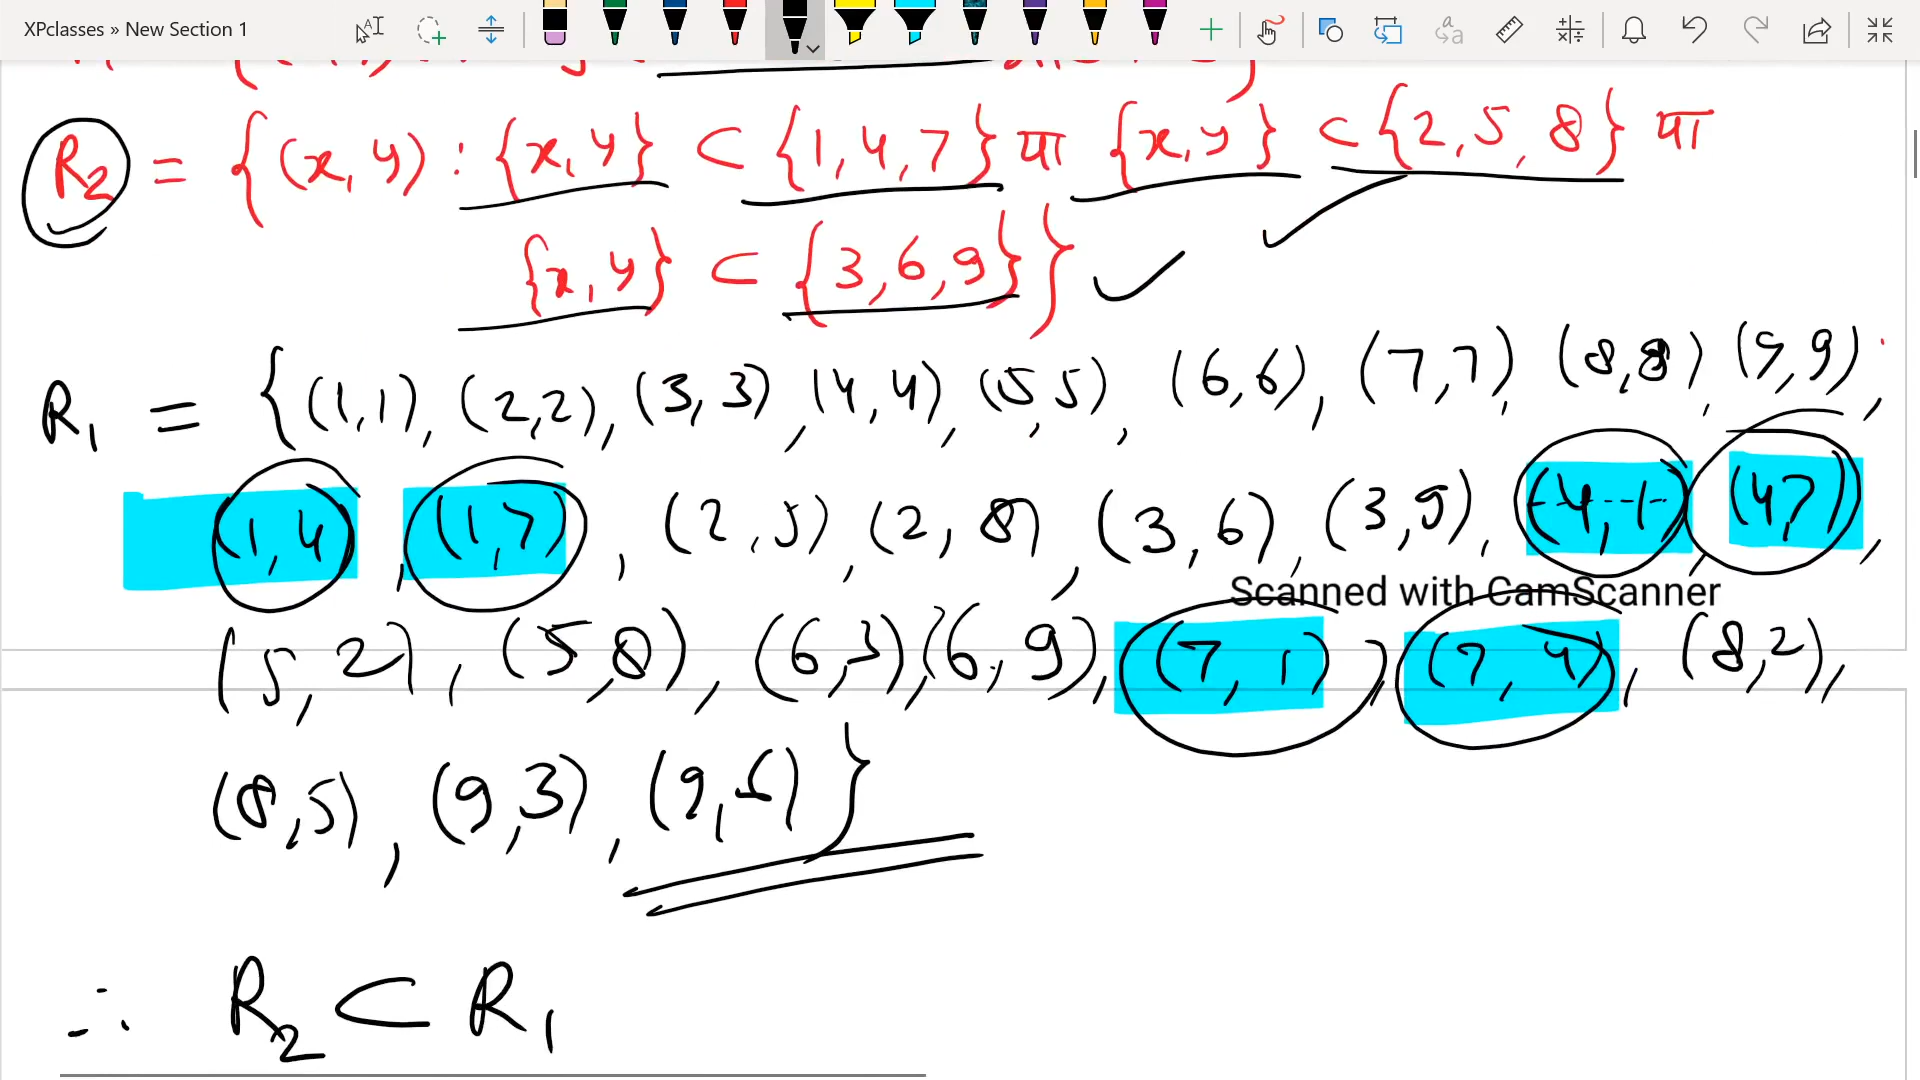 XPclasses » New Section 1
R₂ = {(x, y) : {x, y} ⊂ {1, 4, 7} या {x, y} ⊂ {2, 5, 8} या
{x, y} ⊂ {3, 6, 9}}
R₁ = {(1,1), (2,2), (3,3), (4,4), (5,5), (6,6), (7,7), (8,8), (9,9),
(1,4), (1,7), (2,5), (2,8), (3,6), (3,9), (4,1), (4,7),
Scanned with CamScanner
(5,2), (5,8), (6,3), (6,9), (7,1), (7,4), (8,2),
(8,5), (9,3), (9,6)}
∴ R₂ ⊂ R₁